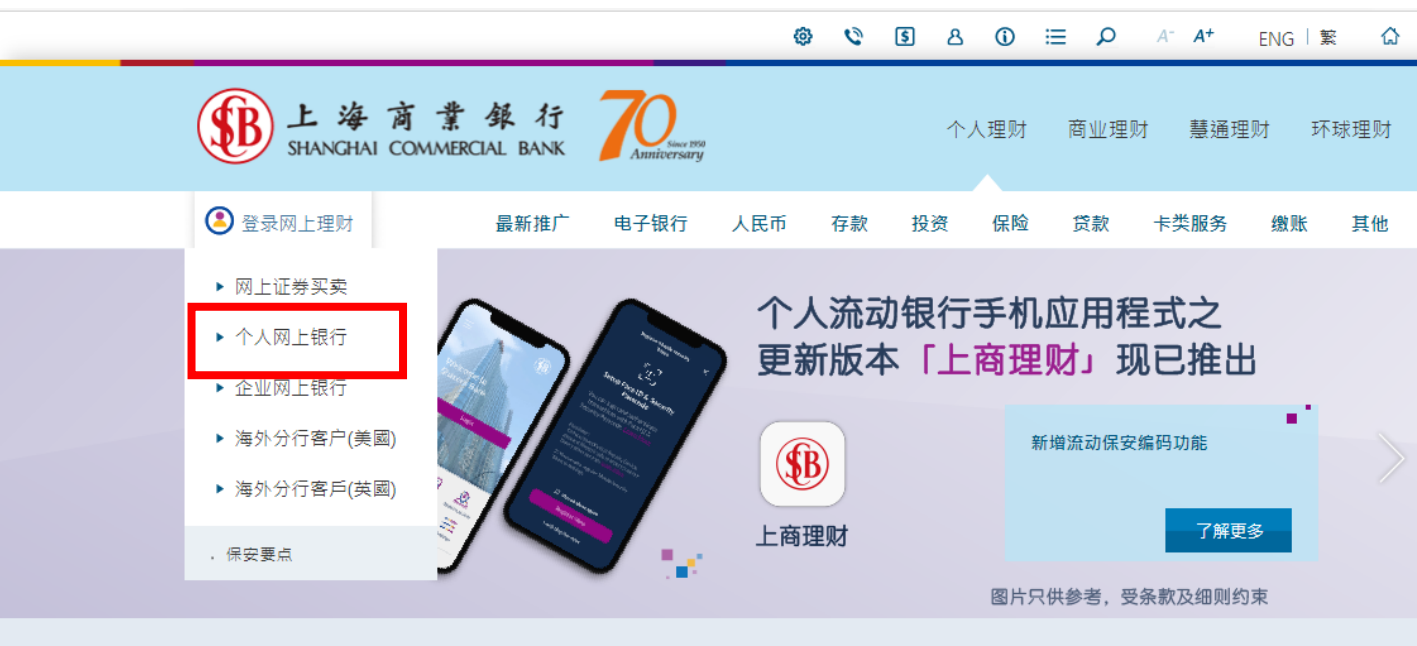 A- A+ ENG 繁
上海商業銀行
SHANGHAI COMMERCIAL BANK
70
Since 1950
Anniversary
个人理财 商业理财 慧通理财 环球理财
登录网上理财
最新推广 电子银行 人民币 存款 投资 保险 贷款 卡类服务 缴账 其他
网上证券买卖
个人网上银行
企业网上银行
海外分行客户(美國)
海外分行客戶(英國)
. 保安要点
Login
Setup Face ID & Security
Passcode
Register Now
个人流动银行手机应用程式之
更新版本「上商理财」现已推出
上商理财
新增流动保安编码功能
了解更多
图片只供参考，受条款及细则约束